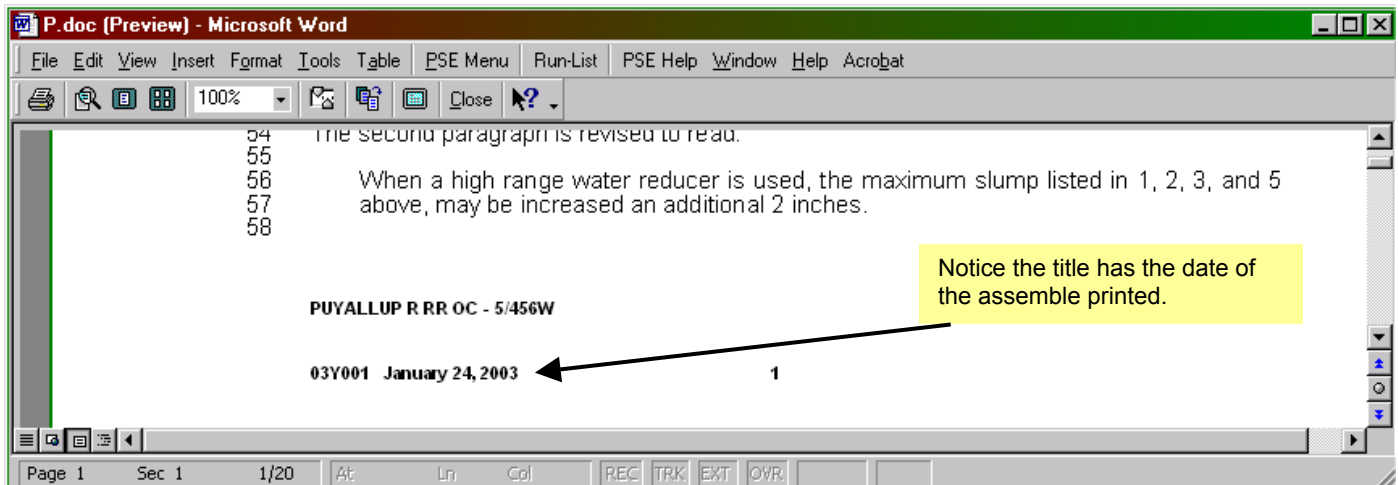 P.doc (Preview) - Microsoft Word
File Edit View Insert Format Tools Table PSE Menu Run-List PSE Help Window Help Acrobat
100% Close
54 The second paragraph is revised to read:
55
56 When a high range water reducer is used, the maximum slump listed in 1, 2, 3, and 5
57 above, may be increased an additional 2 inches.
58
Notice the title has the date of
the assemble printed.
PUYALLUP R RR OC - 5/456W
03Y001 January 24, 2003 1
Page 1 Sec 1 1/20 At Ln Col REC TRK EXT OVR